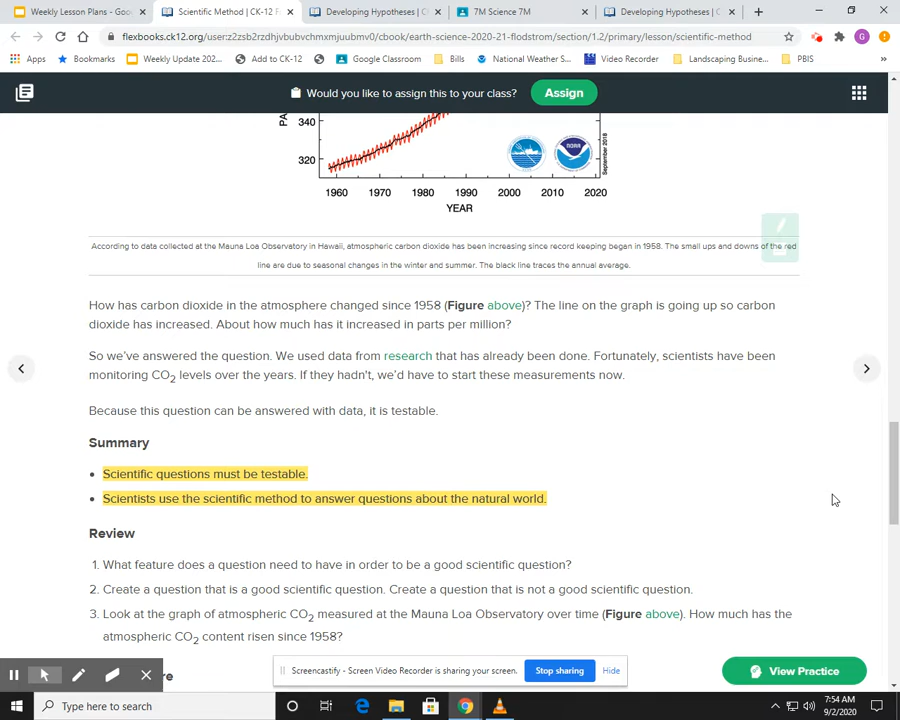 Weekly Lesson Plans - Goo
Scientific Method | CK-12 F
Developing Hypotheses | C
7M Science 7M
Developing Hypotheses | C
flexbooks.ck12.org/user:z2zsb2rzdhjvbubvchmxmjuubmv0/cbook/earth-science-2020-21-flodstrom/section/1.2/primary/lesson/scientific-method
G
Apps
Bookmarks
Weekly Update 202...
Add to CK-12
Google Classroom
Bills
National Weather S...
Video Recorder
Landscaping Busine...
PBIS
»
Would you like to assign this to your class?
Assign
PA
340
320
NOAA
September 2018
1960 1970 1980 1990 2000 2010 2020
YEAR
According to data collected at the Mauna Loa Observatory in Hawaii, atmospheric carbon dioxide has been increasing since record keeping began in 1958. The small ups and downs of the red
line are due to seasonal changes in the winter and summer. The black line traces the annual average.
How has carbon dioxide in the atmosphere changed since 1958 (Figure above)? The line on the graph is going up so carbon
dioxide has increased. About how much has it increased in parts per million?
So we've answered the question. We used data from research that has already been done. Fortunately, scientists have been
monitoring CO2 levels over the years. If they hadn't, we'd have to start these measurements now.
Because this question can be answered with data, it is testable.
Summary
• Scientific questions must be testable.
• Scientists use the scientific method to answer questions about the natural world.
Review
1. What feature does a question need to have in order to be a good scientific question?
2. Create a question that is a good scientific question. Create a question that is not a good scientific question.
3. Look at the graph of atmospheric CO2 measured at the Mauna Loa Observatory over time (Figure above). How much has the
atmospheric CO2 content risen since 1958?
re
Screencastify - Screen Video Recorder is sharing your screen.
Stop sharing
Hide
View Practice
Type here to search
7:54 AM
9/2/2020